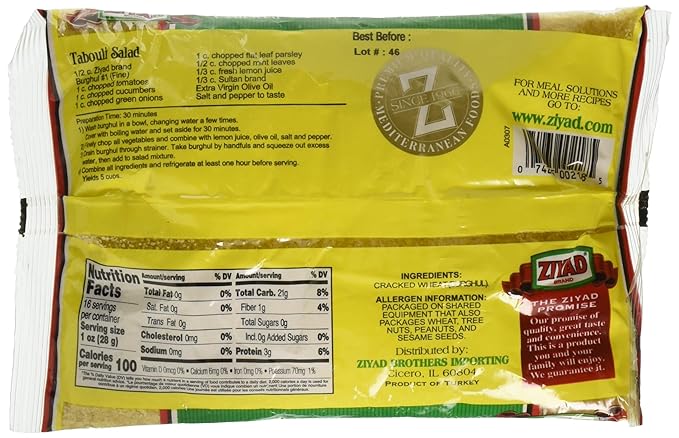 Best Before :
Lot # : 46
Tabouli Salad
1/2 c. Ziyad brand
Burghul #1 (Fine)
1 c. chopped tomatoes
1 c. chopped cucumbers
1 c. chopped green onions
1 c. chopped flat leaf parsley
1/2 c. chopped mint leaves
1/3 c. fresh lemon juice
1/3 c. Sultan brand
Extra Virgin Olive Oil
Salt and pepper to taste
Preparation Time: 30 minutes
1) Wash burghul in a bowl, changing water a few times.
Cover with boiling water and set aside for 30 minutes.
Finely chop all vegetables and combine with lemon juice, olive oil, salt and pepper.
Drain burghul through strainer. Take burghul by handfuls and squeeze out excess
water, then add to salad mixture.
Combine all ingredients and refrigerate at least one hour before serving.
Yields 5 cups.
PREMIUM QUALITY
Z
SINCE 1966
MEDITERRANEAN FOODS
FOR MEAL SOLUTIONS
AND MORE RECIPES
GO TO:
www.ziyad.com
A0307
Nutrition
Facts
16 servings
per container
Serving size
1 oz (28 g)
Calories
per serving 100
Amount/serving % DV
Total Fat 0g 0%
Sat. Fat 0g 0%
Trans Fat 0g
Cholesterol 0mg 0%
Sodium 0mg 0%
Amount/serving % DV
Total Carb. 21g 8%
Fiber 1g 4%
Total Sugars 0g
Incl. 0g Added Sugars 0%
Protein 3g 6%
Vitamin D 0mcg 0% • Calcium 6mg 0% • Iron 0mg 0% • Potassium 70mg 1%
INGREDIENTS:
CRACKED WHEAT
ALLERGEN INFORMATION:
PACKAGED ON SHARED
EQUIPMENT THAT ALSO
PACKAGES WHEAT, TREE
NUTS, PEANUTS, AND
SESAME SEEDS.
Distributed by:
ZIYAD BROTHERS IMPORTING
Cicero, IL 60804
PRODUCT OF TURKEY
ZIYAD
BRAND
THE ZIYAD
PROMISE
Our promise of
quality, great taste
and convenience.
This is a product
you and your
family will enjoy.
We guarantee it.